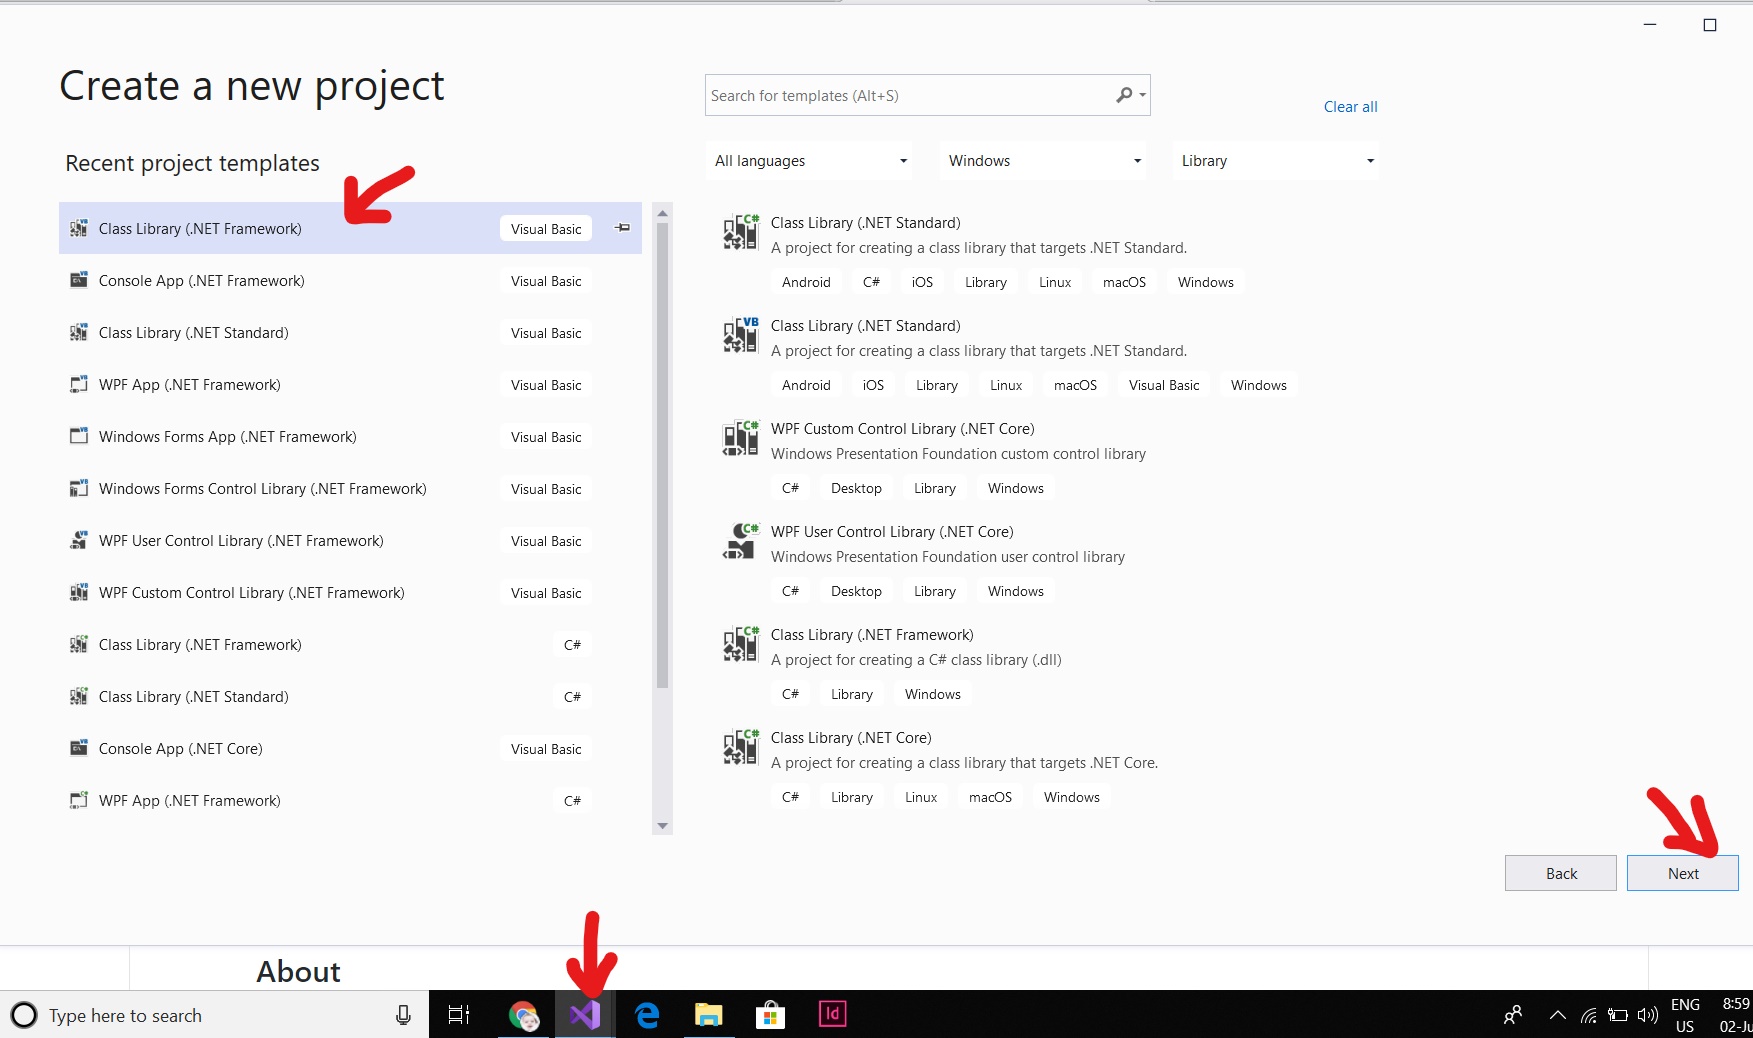 Create a new project
Search for templates (Alt+S)
Clear all
Recent project templates
All languages
Windows
Library
Class Library (.NET Framework) Visual Basic
Console App (.NET Framework) Visual Basic
Class Library (.NET Standard) Visual Basic
WPF App (.NET Framework) Visual Basic
Windows Forms App (.NET Framework) Visual Basic
Windows Forms Control Library (.NET Framework) Visual Basic
WPF User Control Library (.NET Framework) Visual Basic
WPF Custom Control Library (.NET Framework) Visual Basic
Class Library (.NET Framework) C#
Class Library (.NET Standard) C#
Console App (.NET Core) Visual Basic
WPF App (.NET Framework) C#
C#
Class Library (.NET Standard)
A project for creating a class library that targets .NET Standard.
Android C# iOS Library Linux macOS Windows
VB
Class Library (.NET Standard)
A project for creating a class library that targets .NET Standard.
Android iOS Library Linux macOS Visual Basic Windows
C#
WPF Custom Control Library (.NET Core)
Windows Presentation Foundation custom control library
C# Desktop Library Windows
C#
WPF User Control Library (.NET Core)
Windows Presentation Foundation user control library
C# Desktop Library Windows
C#
Class Library (.NET Framework)
A project for creating a C# class library (.dll)
C# Library Windows
C#
Class Library (.NET Core)
A project for creating a class library that targets .NET Core.
C# Library Linux macOS Windows
Back
Next
About
Type here to search
Id
ENG
US
8:59
02-Ju